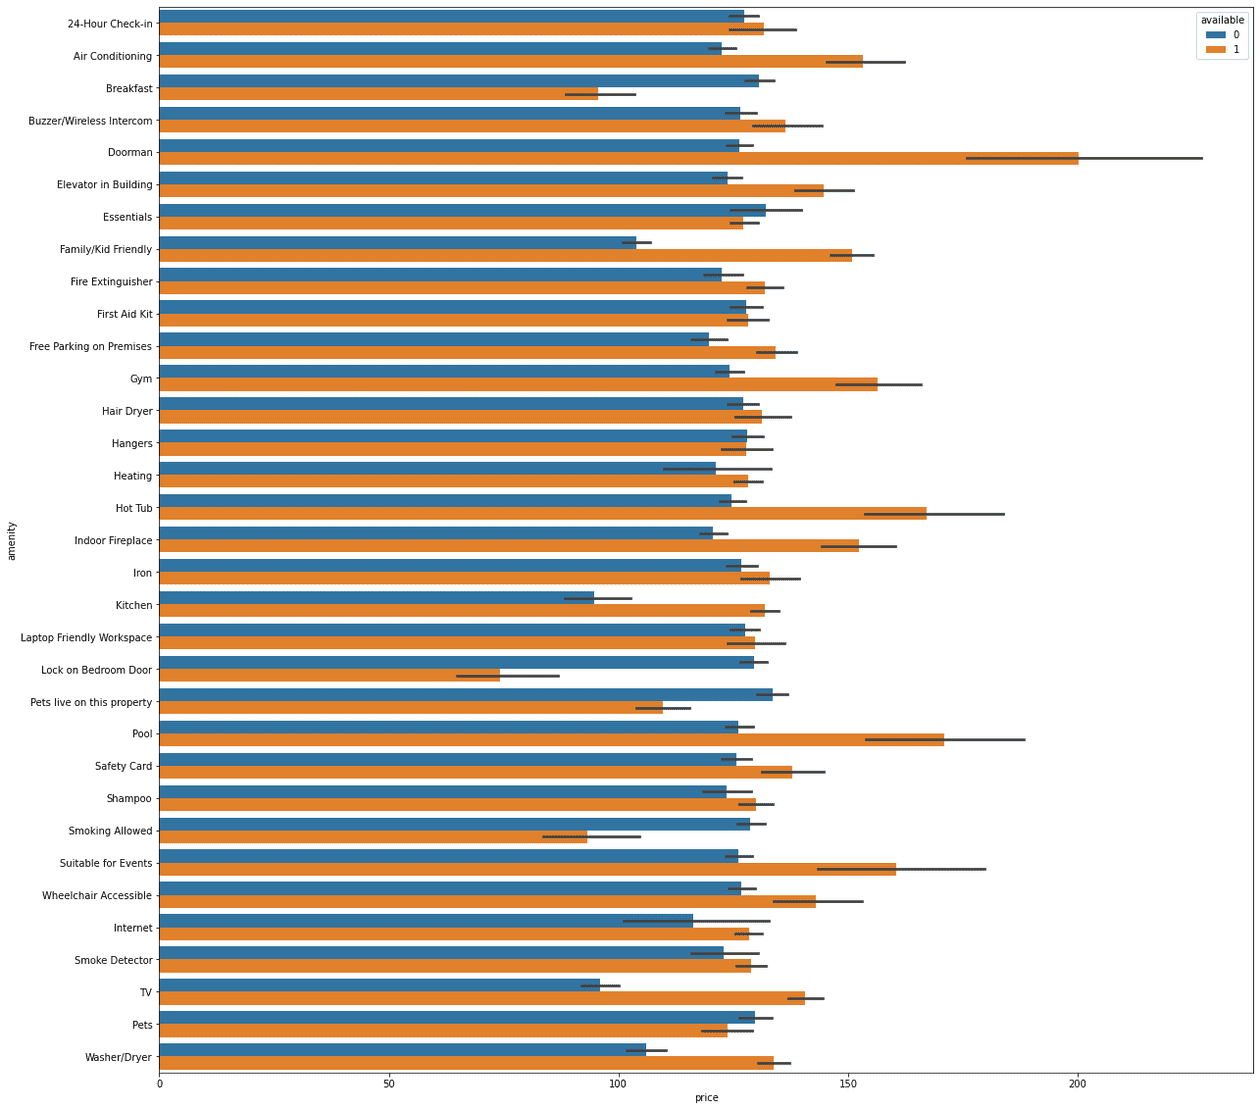 available
0
1
24-Hour Check-in
Air Conditioning
Breakfast
Buzzer/Wireless Intercom
Doorman
Elevator in Building
Essentials
Family/Kid Friendly
Fire Extinguisher
First Aid Kit
Free Parking on Premises
Gym
Hair Dryer
Hangers
Heating
Hot Tub
Indoor Fireplace
Iron
Kitchen
Laptop Friendly Workspace
Lock on Bedroom Door
Pets live on this property
Pool
Safety Card
Shampoo
Smoking Allowed
Suitable for Events
Wheelchair Accessible
Internet
Smoke Detector
TV
Pets
Washer/Dryer
amenity
0 50 100 150 200
price